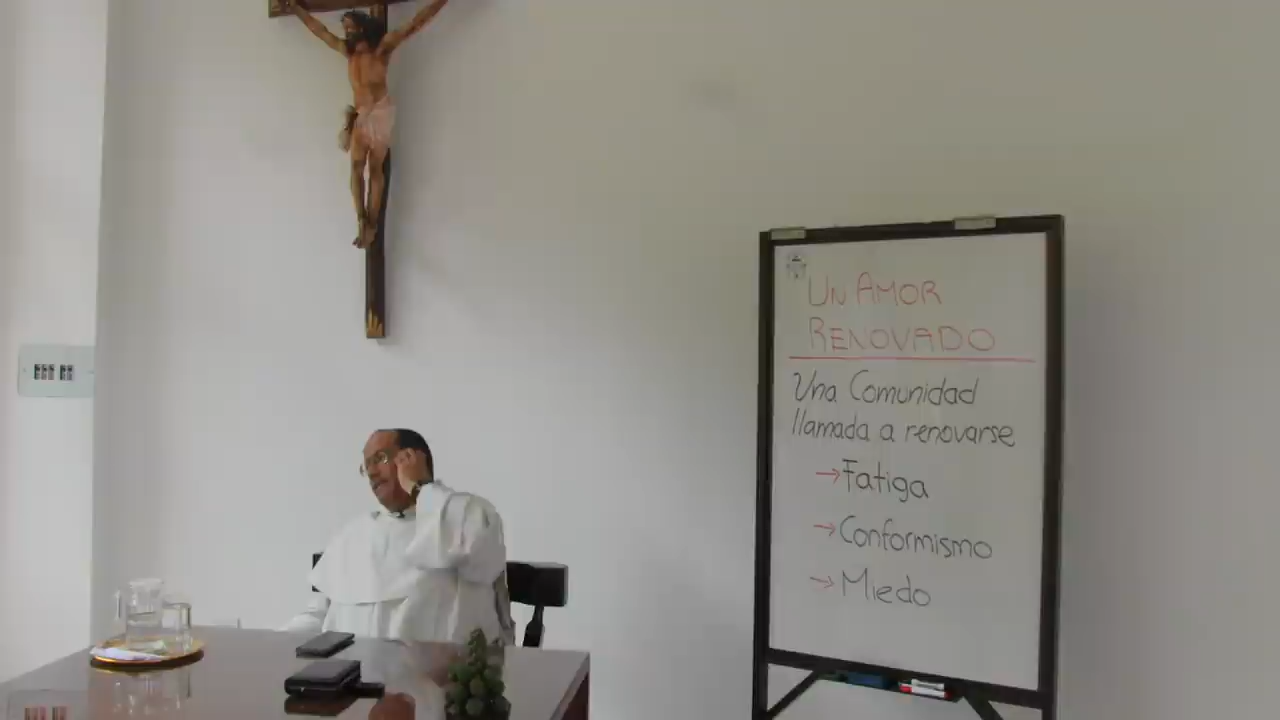 UN AMOR
RENOVADO
Una Comunidad
llamada a renovarse
→Fatiga
→Conformismo
→Miedo